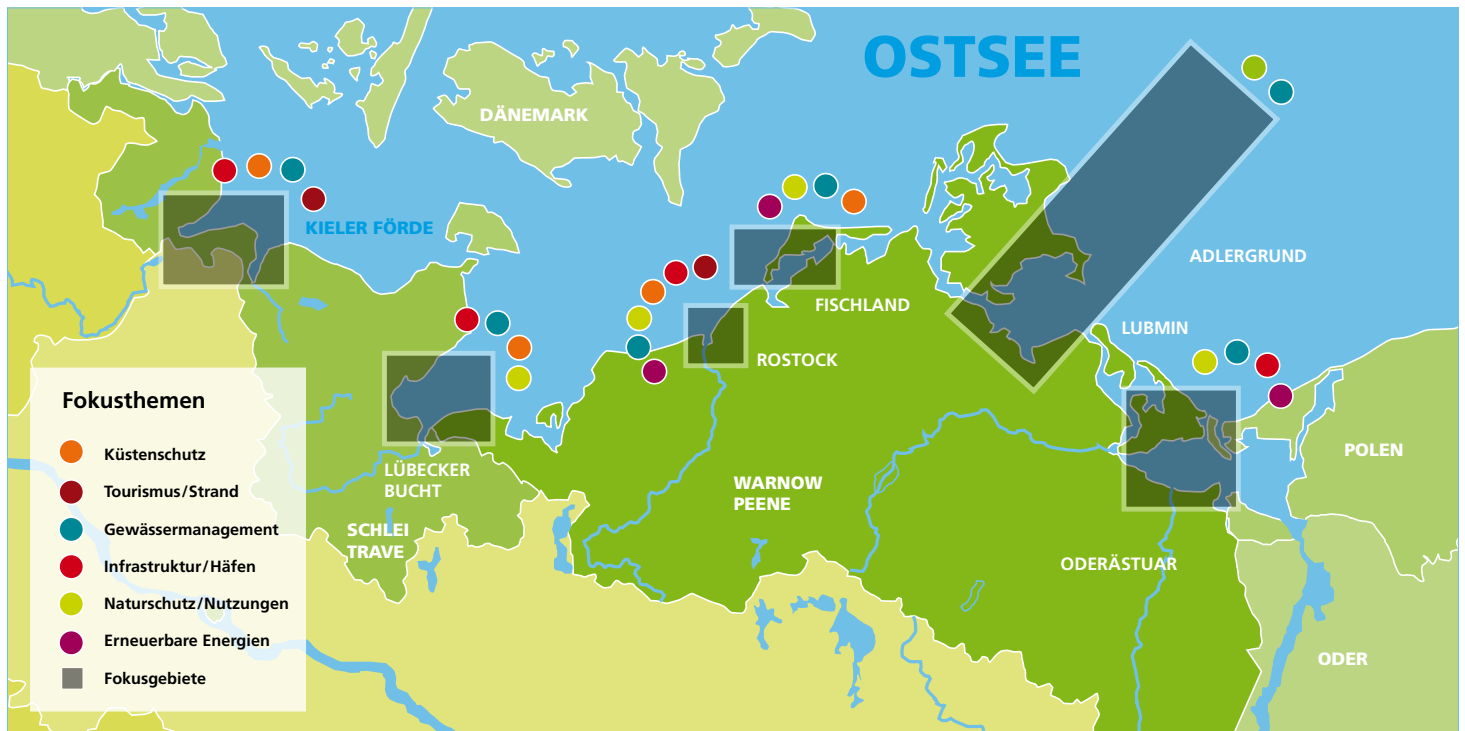 OSTSEE
DÄNEMARK
KIELER FÖRDE
ADLERGRUND
FISCHLAND
LUBMIN
ROSTOCK
Fokusthemen
Küstenschutz
Tourismus/Strand
Gewässermanagement
Infrastruktur/Häfen
Naturschutz/Nutzungen
Erneuerbare Energien
Fokusgebiete
LÜBECKER
BUCHT
SCHLEI
TRAVE
WARNOW
PEENE
POLEN
ODERÄSTUAR
ODER